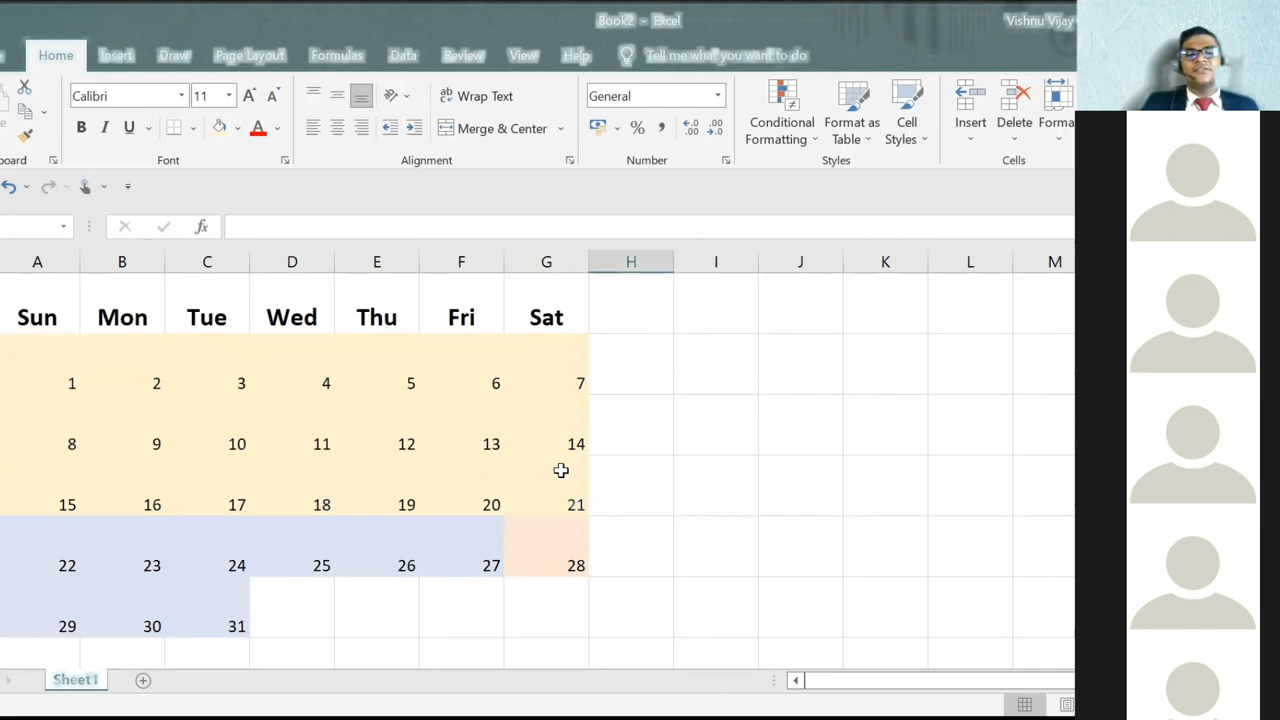 Book2 - Excel
Vishnu Vijay
Home Insert Draw Page Layout Formulas Data Review View Help Tell me what you want to do
Calibri 11
ab Wrap Text
General
Merge & Center
B I U A
% ,
Conditional Formatting
Format as Table
Cell Styles
Insert
Delete
Forma
board
Font
Alignment
Number
Styles
Cells
fx
A B C D E F G H I J K L M
Sun Mon Tue Wed Thu Fri Sat
1 2 3 4 5 6 7
8 9 10 11 12 13 14
15 16 17 18 19 20 21
22 23 24 25 26 27 28
29 30 31
Sheet1